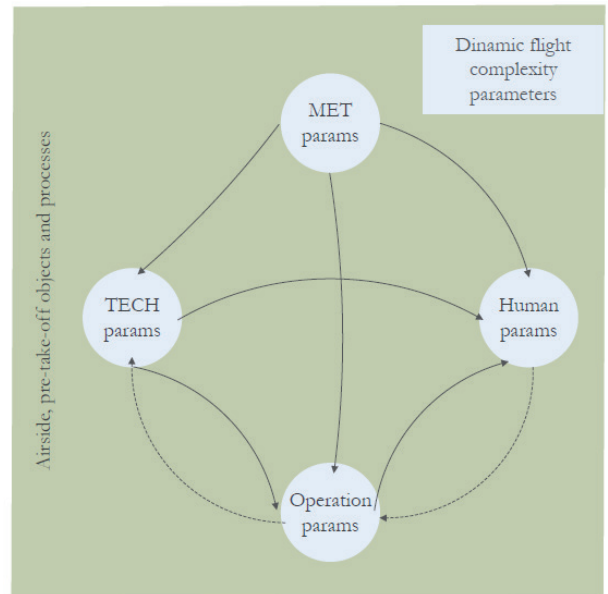 Dinamic flight
complexity
parameters
MET
params
Airside, pre-take-off objects and processes
TECH
params
Human
params
Operation
params